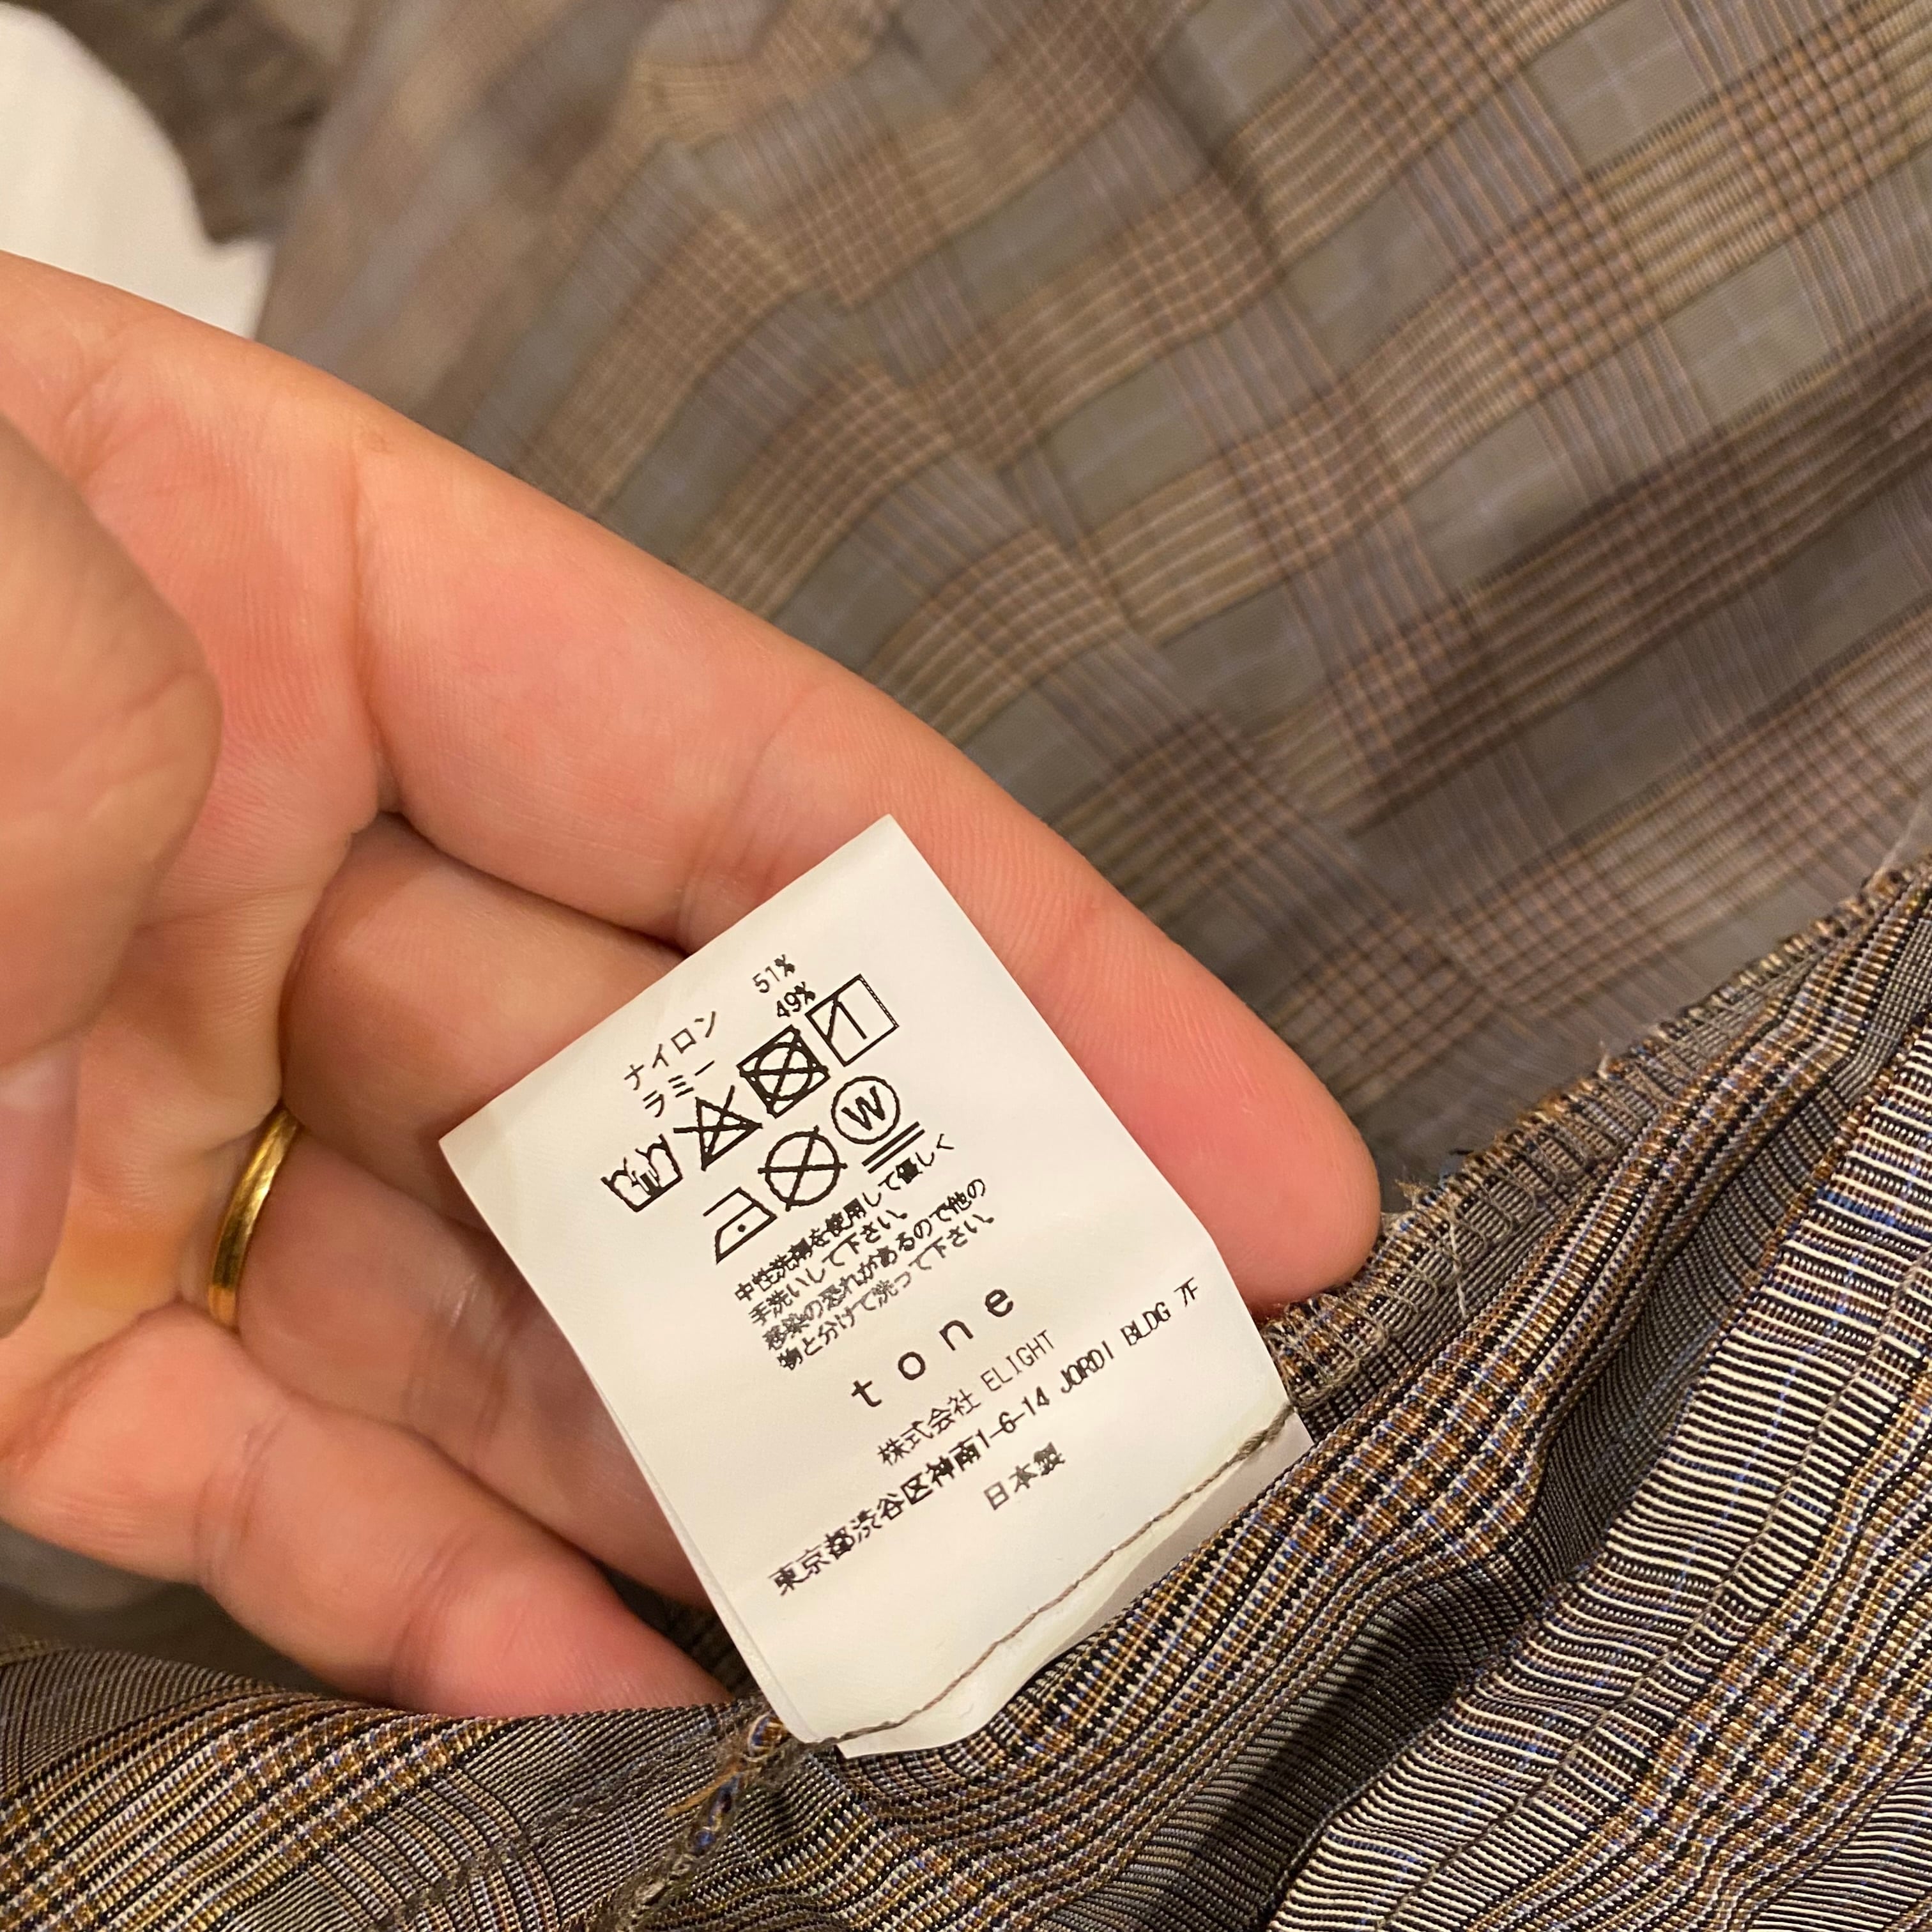 ナイロン 51%
ラミー 49%
W
中性洗剤を使用して優しく
手洗いして下さい。
移染の恐れがあるので他の
物と分けて洗って下さい。
tone
株式会社 ELIGHT
東京都渋谷区神南1-6-14 JORDI BLDG 7F
日本製